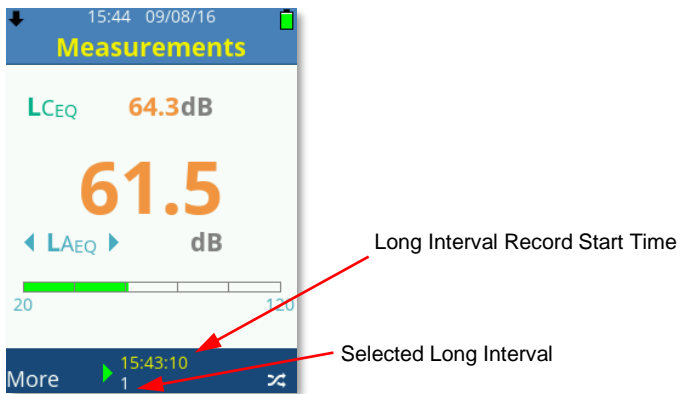 15:44 09/08/16
Measurements
LCEQ 64.3dB
61.5
LAEQ dB
20 120
Long Interval Record Start Time
15:43:10
Selected Long Interval
More 1